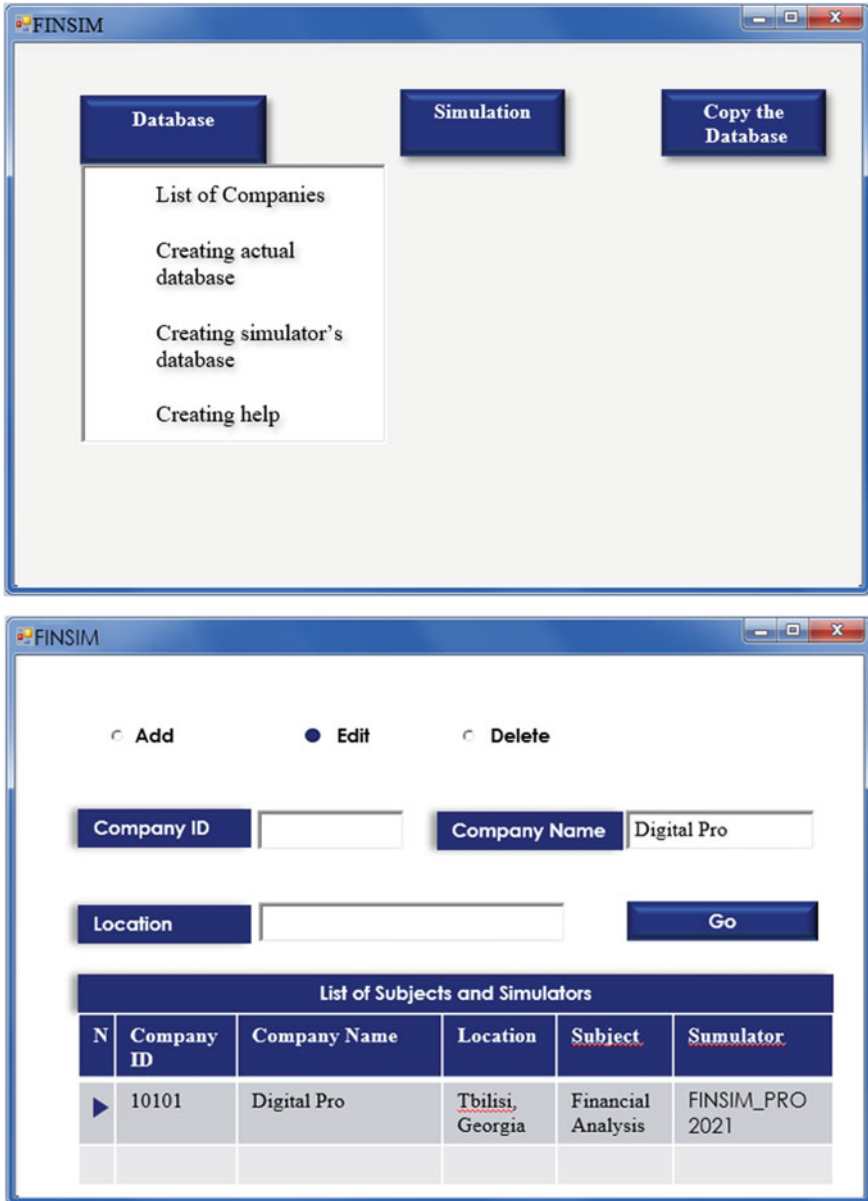 FINSIM
Database
Simulation
Copy the
Database
List of Companies
Creating actual
database
Creating simulator’s
database
Creating help
FINSIM
Add Edit Delete
Company ID Company Name Digital Pro
Location Go
List of Subjects and Simulators
N Company ID Company Name Location Subject Sumulator
10101 Digital Pro Tbilisi, Georgia Financial Analysis FINSIM_PRO 2021